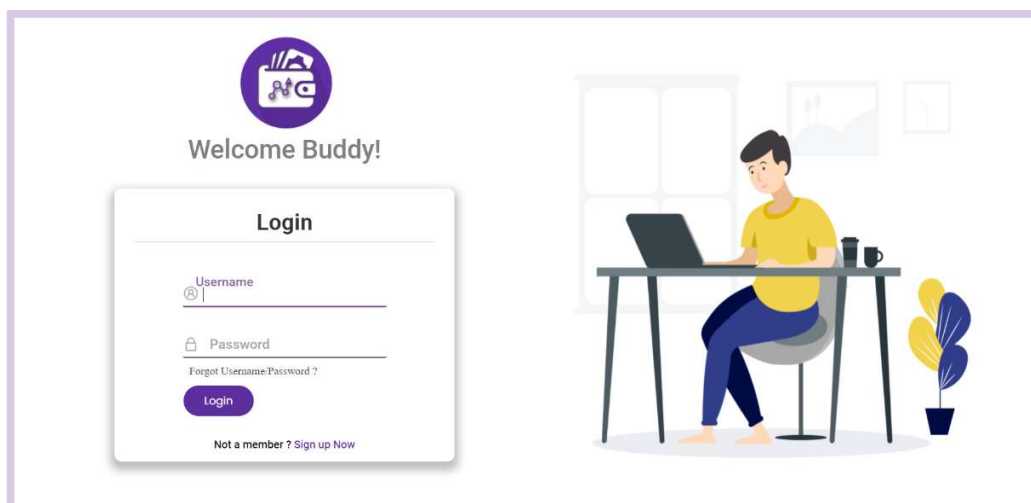 Welcome Buddy!
Login
Username
Password
Forgot Username/Password ?
Login
Not a member ? Sign up Now